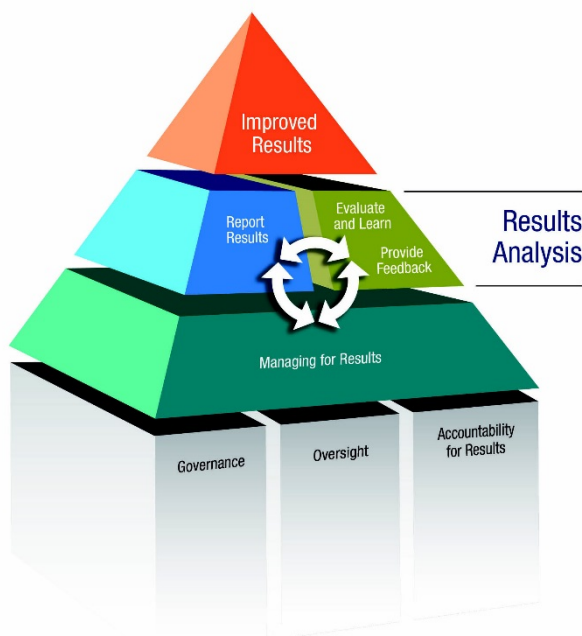 Improved
Results
Report
Results
Evaluate
and Learn
Provide
Feedback
Results
Analysis
Managing for Results
Governance
Oversight
Accountability
for Results